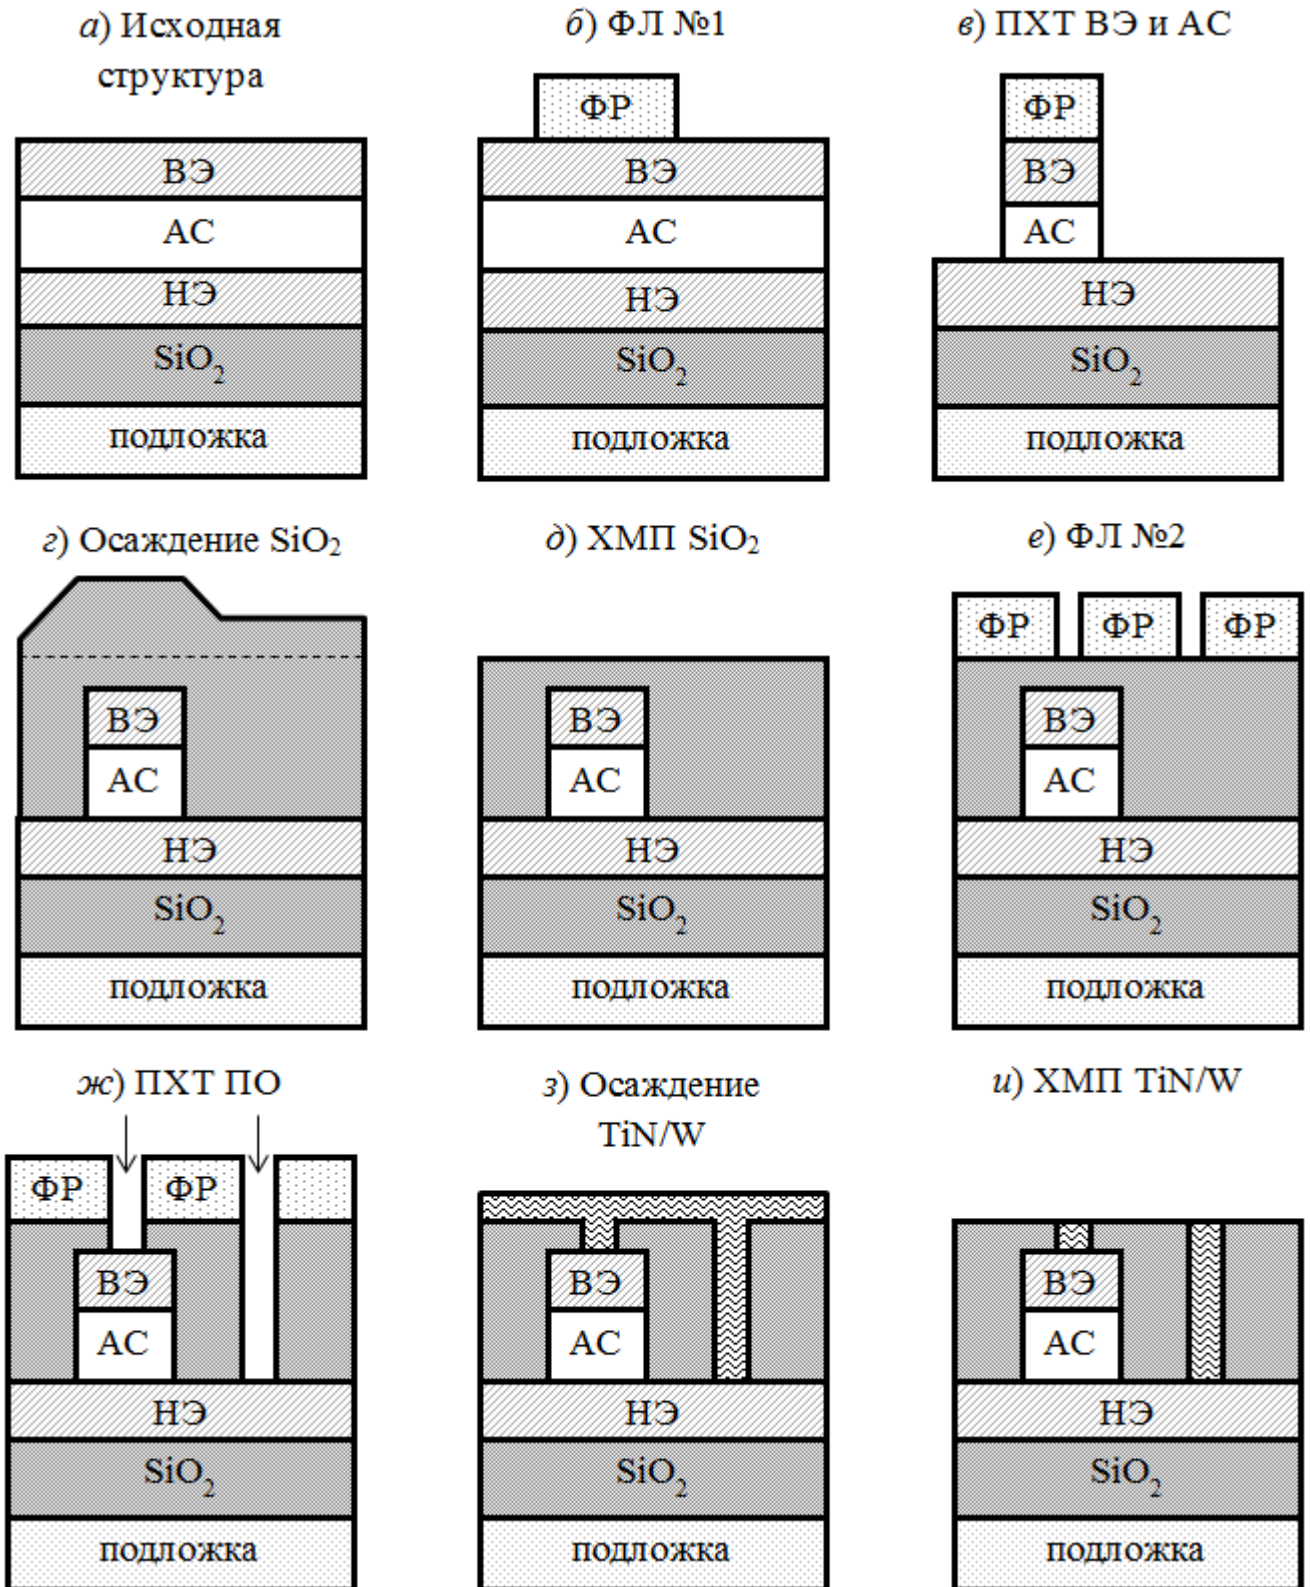 а) Исходная
структура
ВЭ
АС
НЭ
SiO₂
подложка
б) ФЛ №1
ФР
ВЭ
АС
НЭ
SiO₂
подложка
в) ПХТ ВЭ и АС
ФР
ВЭ
АС
НЭ
SiO₂
подложка
г) Осаждение SiO₂
ВЭ
АС
НЭ
SiO₂
подложка
д) ХМП SiO₂
ВЭ
АС
НЭ
SiO₂
подложка
е) ФЛ №2
ФР ФР ФР
ВЭ
АС
НЭ
SiO₂
подложка
ж) ПХТ ПО
ФР ФР
ВЭ
АС
НЭ
SiO₂
подложка
з) Осаждение
TiN/W
ВЭ
АС
НЭ
SiO₂
подложка
и) ХМП TiN/W
ВЭ
АС
НЭ
SiO₂
подложка